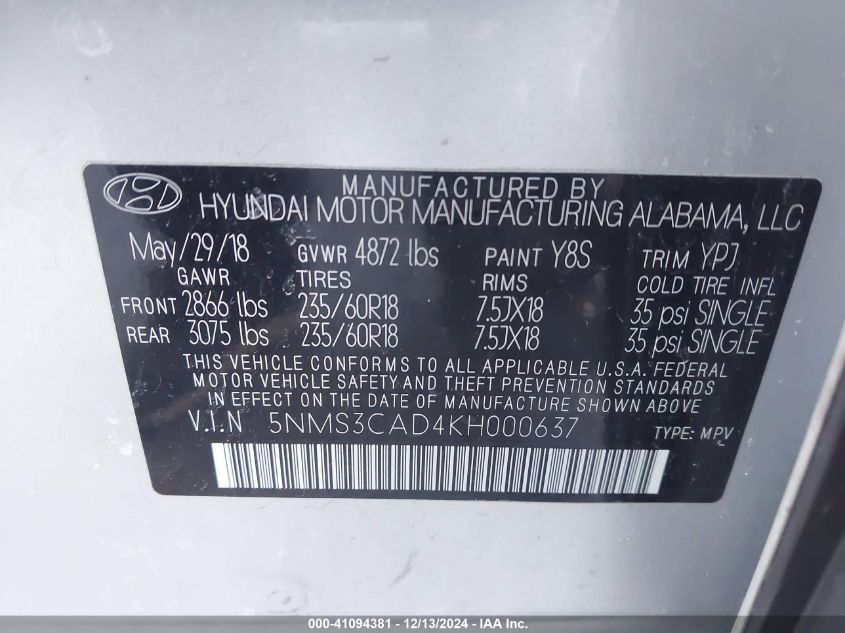 MANUFACTURED BY
HYUNDAI MOTOR MANUFACTURING ALABAMA, LLC
May/29/18 GVWR 4872 lbs PAINT Y8S TRIM YPJ
GAWR TIRES RIMS COLD TIRE INFL
FRONT 2866 lbs 235/60R18 7.5JX18 35 psi SINGLE
REAR 3075 lbs 235/60R18 7.5JX18 35 psi SINGLE
THIS VEHICLE CONFORMS TO ALL APPLICABLE U.S.A. FEDERAL
MOTOR VEHICLE SAFETY AND THEFT PREVENTION STANDARDS
IN EFFECT ON THE DATE OF MANUFACTURE SHOWN ABOVE.
V.I.N 5NMS3CAD4KH000637 TYPE: MPV
000-41094381 - 12/13/2024 - IAA Inc.